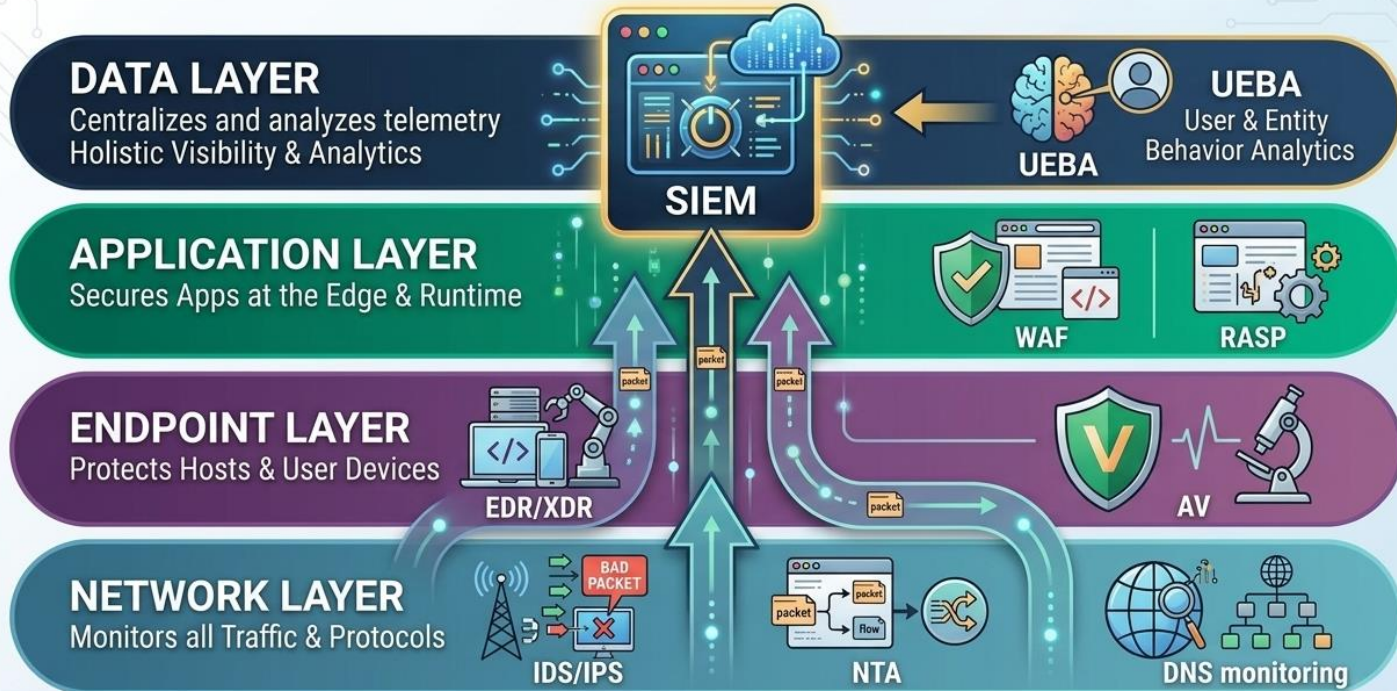 DATA LAYER
Centralizes and analyzes telemetry
Holistic Visibility & Analytics
SIEM
UEBA
UEBA
User & Entity
Behavior Analytics
APPLICATION LAYER
Secures Apps at the Edge & Runtime
</>
WAF
RASP
packet
packet
packet
ENDPOINT LAYER
Protects Hosts & User Devices
</>
EDR/XDR
packet
V
AV
NETWORK LAYER
Monitors all Traffic & Protocols
BAD
PACKET
IDS/IPS
packet
packet
Flow
NTA
DNS monitoring